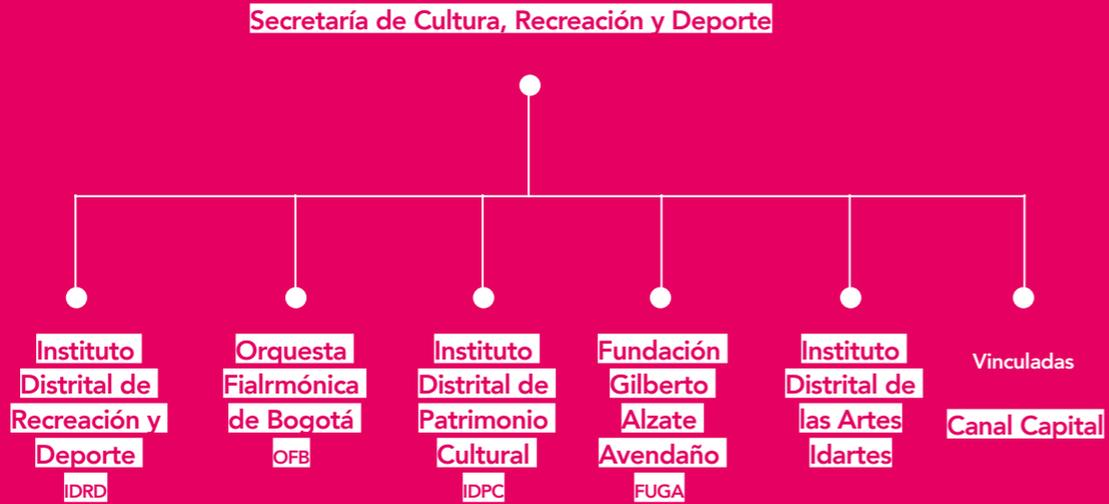 Secretaría de Cultura, Recreación y Deporte
Instituto
Distrital de
Recreación y
Deporte
IDRD
Orquesta
Fialrmónica
de Bogotá
OFB
Instituto
Distrital de
Patrimonio
Cultural
IDPC
Fundación
Gilberto
Alzate
Avendaño
FUGA
Instituto
Distrital de
las Artes
Idartes
Vinculadas
Canal Capital